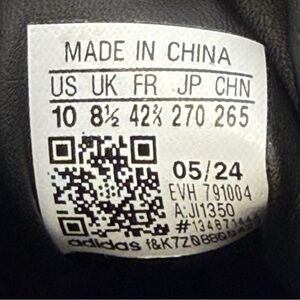 MADE IN CHINA
US UK FR JP CHN
10 8½ 42⅔ 270 265
05/24
EVH 791004
A:JI1350
adidas